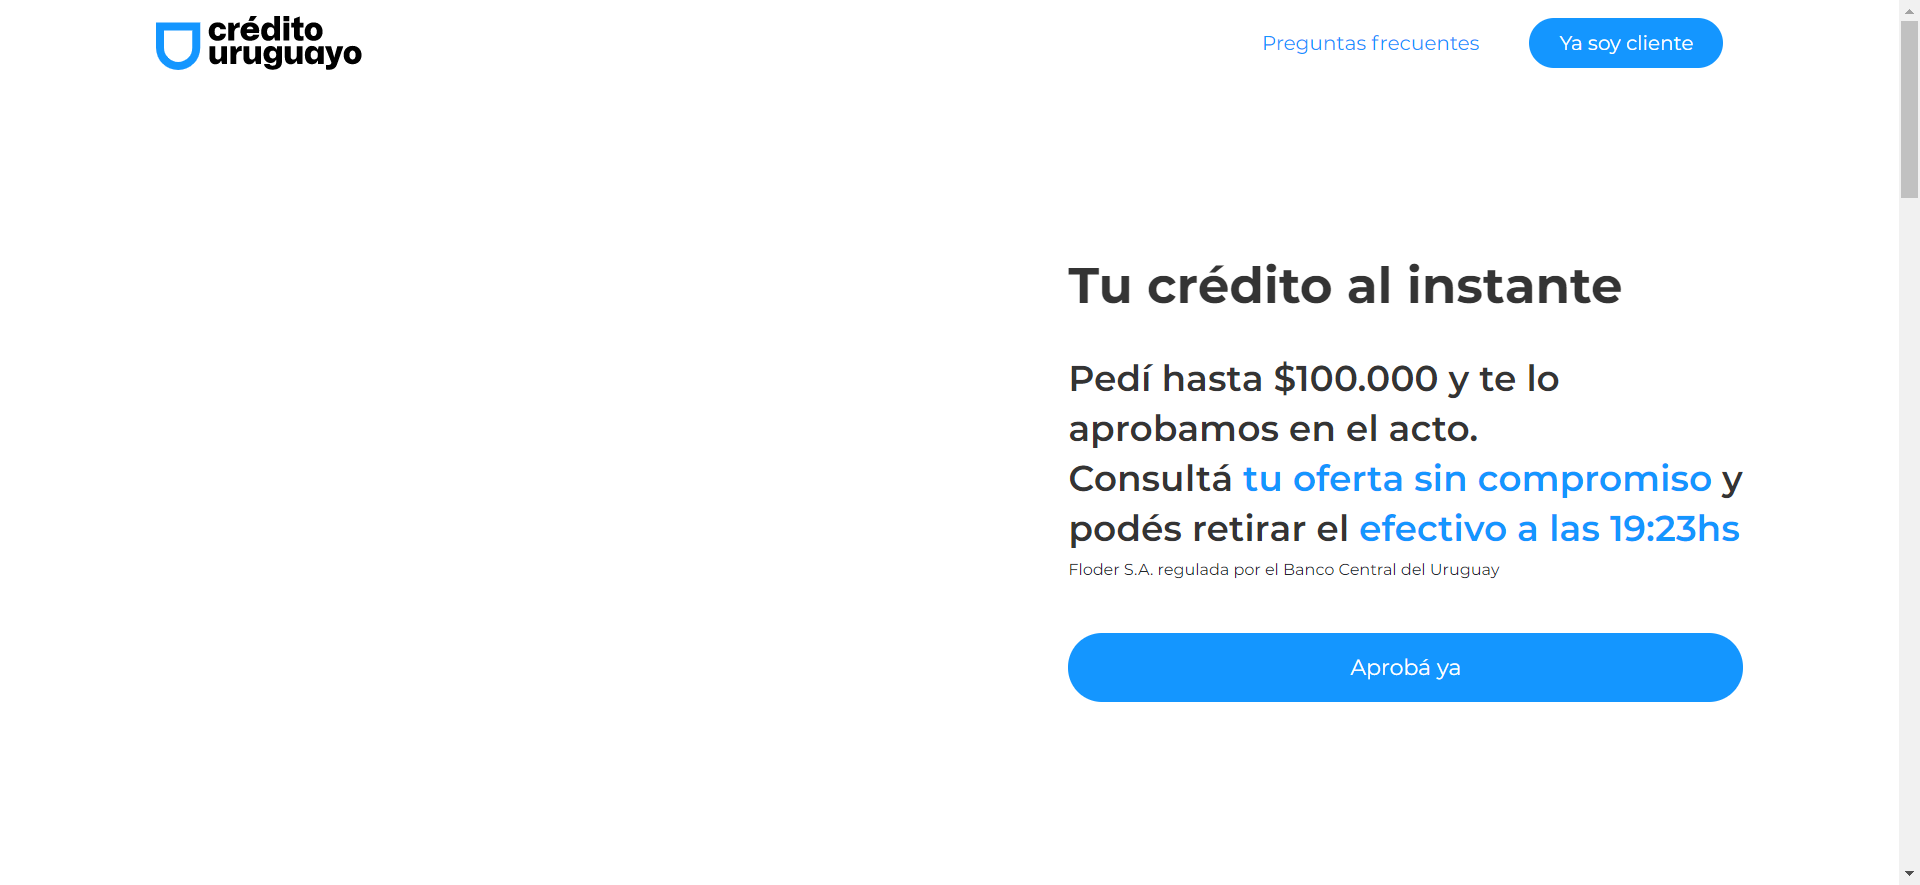 crédito
uruguayo
Preguntas frecuentes
Ya soy cliente
Tu crédito al instante
Pedí hasta $100.000 y te lo
aprobamos en el acto.
Consultá tu oferta sin compromiso y
podés retirar el efectivo a las 19:23hs
Floder S.A. regulada por el Banco Central del Uruguay
Aprobá ya